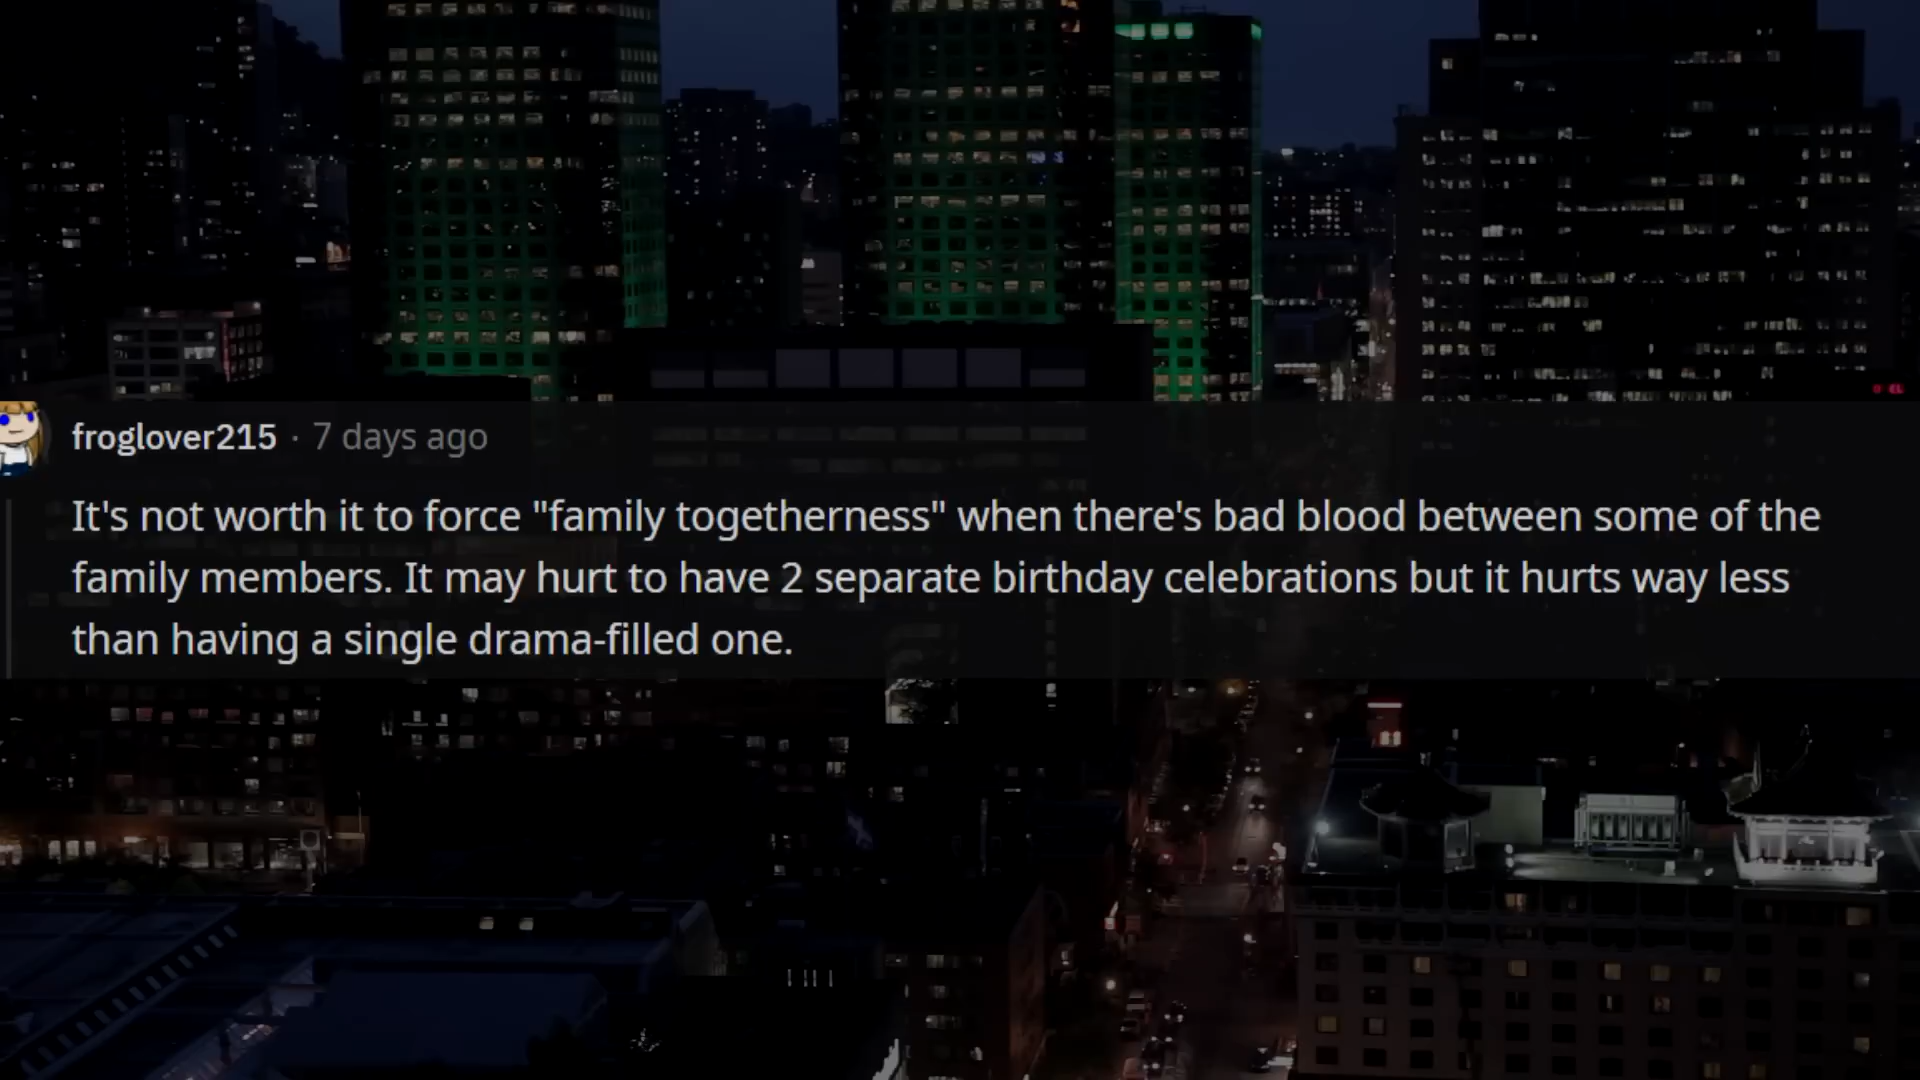 froglover215 · 7 days ago
It's not worth it to force "family togetherness" when there's bad blood between some of the
family members. It may hurt to have 2 separate birthday celebrations but it hurts way less
than having a single drama-filled one.